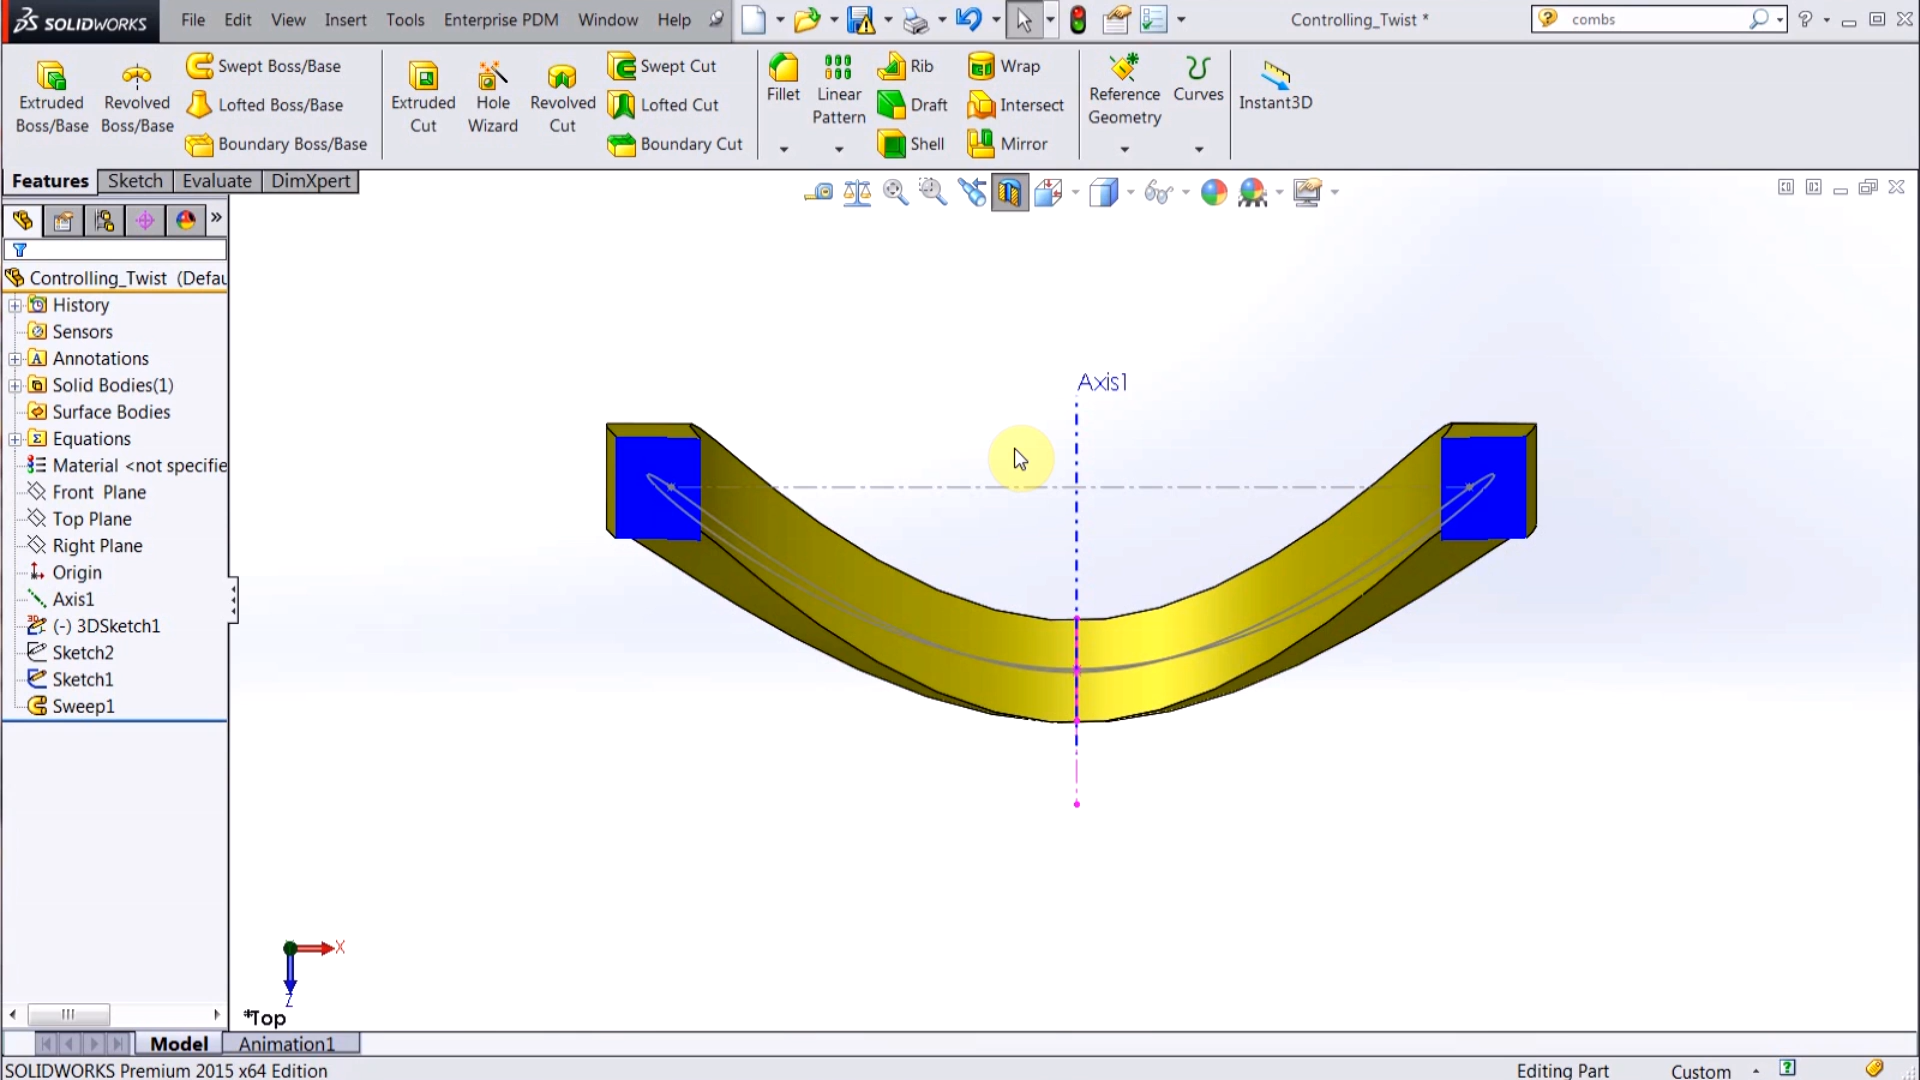 SOLIDWORKS File Edit View Insert Tools Enterprise PDM Window Help Controlling_Twist * combs
Extruded Boss/Base
Revolved Boss/Base
Swept Boss/Base
Lofted Boss/Base
Boundary Boss/Base
Extruded Cut
Hole Wizard
Revolved Cut
Swept Cut
Lofted Cut
Boundary Cut
Fillet
Linear Pattern
Rib
Draft
Shell
Wrap
Intersect
Mirror
Reference Geometry
Curves
Instant3D
Features Sketch Evaluate DimXpert
Controlling_Twist (Defau
History
Sensors
Annotations
Solid Bodies(1)
Surface Bodies
Equations
Material <not specifie
Front Plane
Top Plane
Right Plane
Origin
Axis1
(-) 3DSketch1
Sketch2
Sketch1
Sweep1
Axis1
X
Z
*Top
Model Animation1
SOLIDWORKS Premium 2015 x64 Edition Editing Part Custom